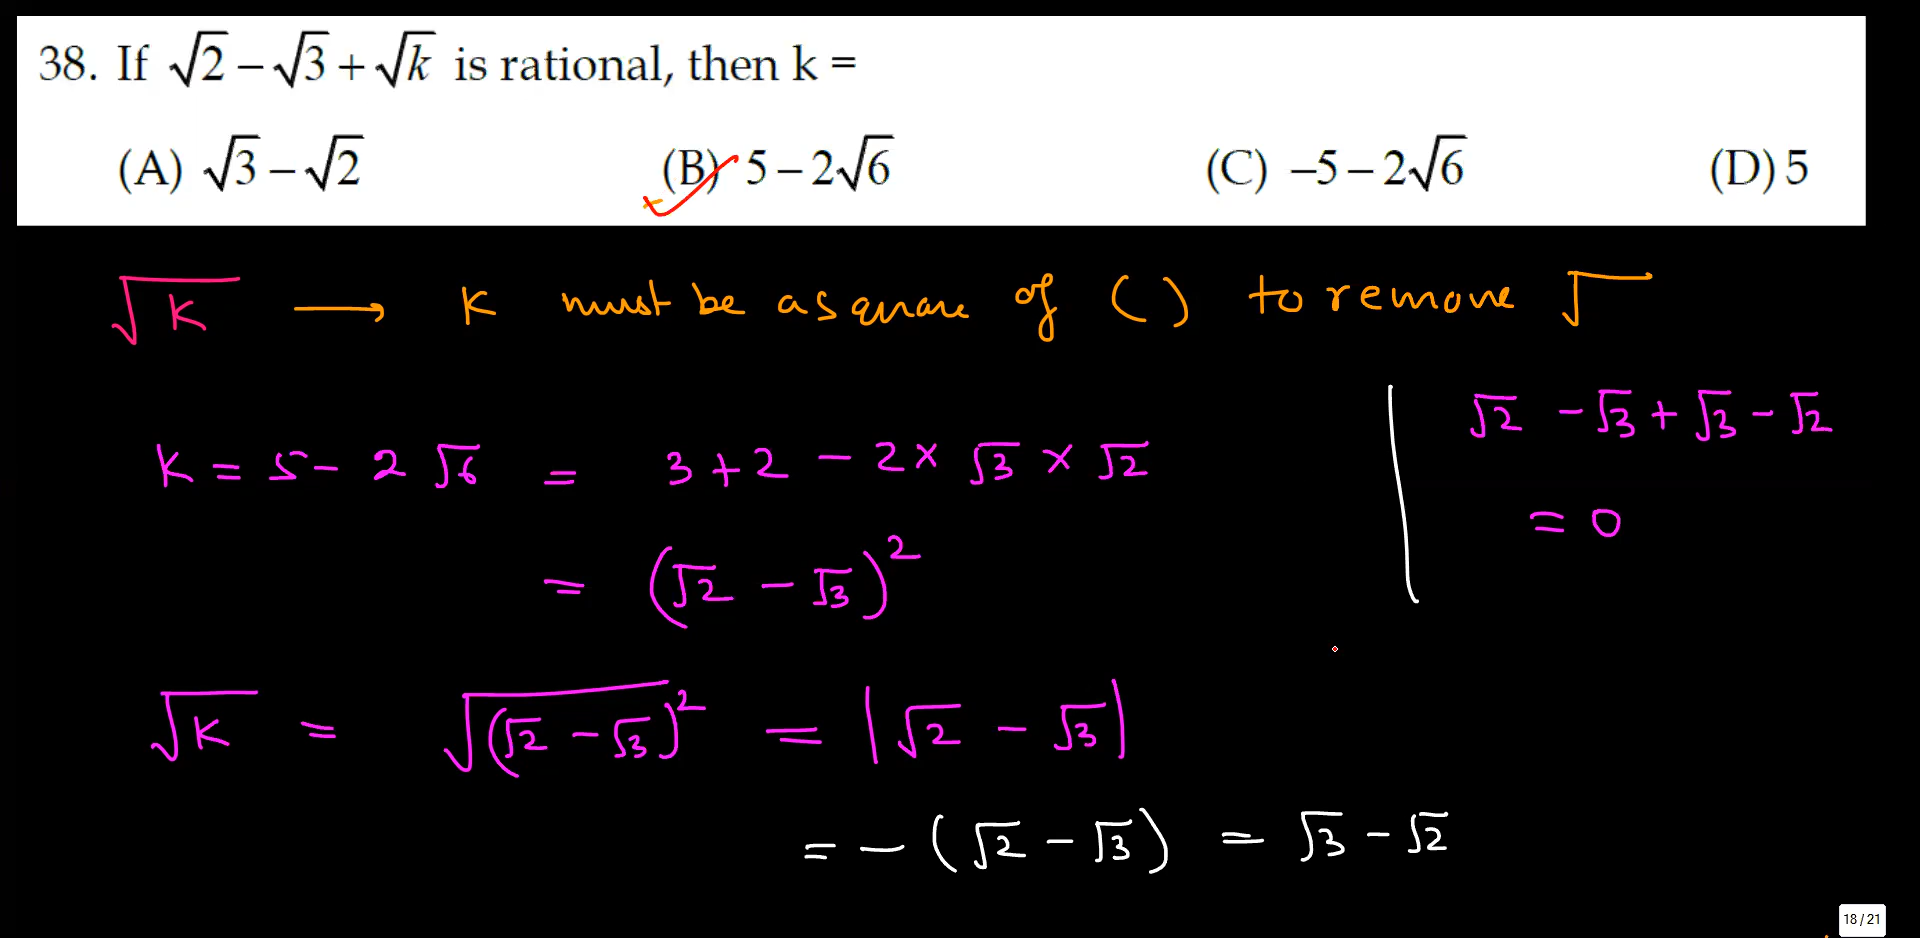 38. If √2 − √3 + √k is rational, then k =
(A) √3 − √2 (B) 5 − 2√6 (C) −5 − 2√6 (D) 5
√K ⟶ K must be a square of ( ) to remove √
K = 5 − 2√6 = 3 + 2 − 2 × √3 × √2
= (√2 − √3)²
√2 − √3 + √3 − √2
= 0
√K = √(√2 − √3)² = |√2 − √3|
= − (√2 − √3) = √3 − √2
18 / 21